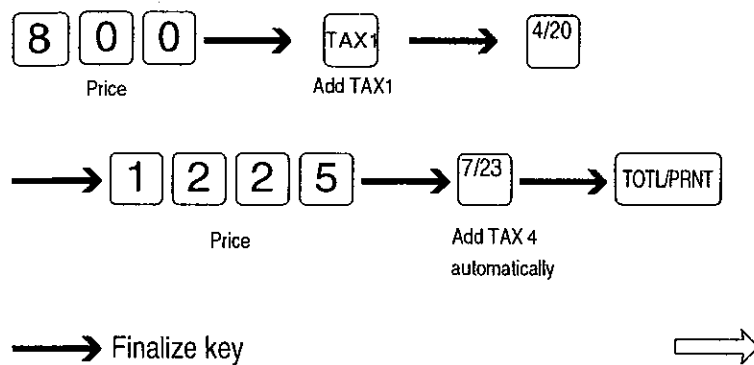 8 0 0 TAX1 4/20
Price Add TAX1
1 2 2 5 7/23 TOTL/PRNT
Price Add TAX 4
automatically
Finalize key